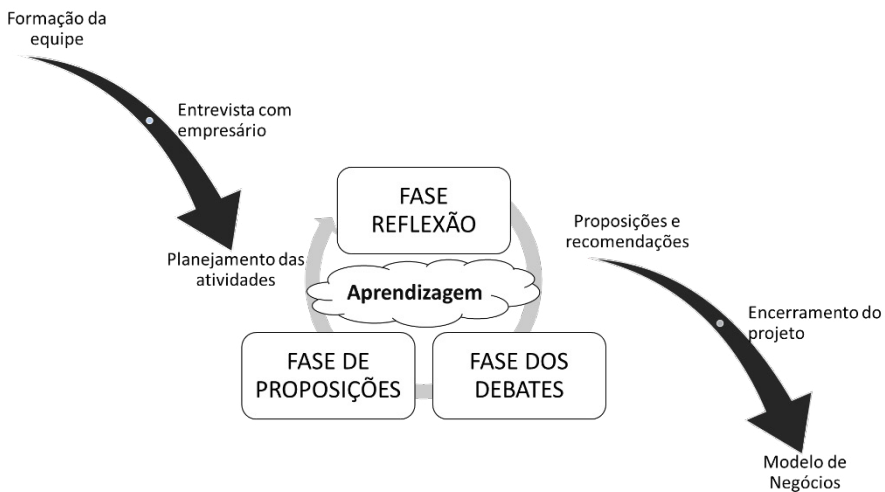 Formação da
equipe
Entrevista com
empresário
Planejamento das
atividades
FASE
REFLEXÃO
Aprendizagem
FASE DE
PROPOSIÇÕES
FASE DOS
DEBATES
Proposições e
recomendações
Encerramento do
projeto
Modelo de
Negócios